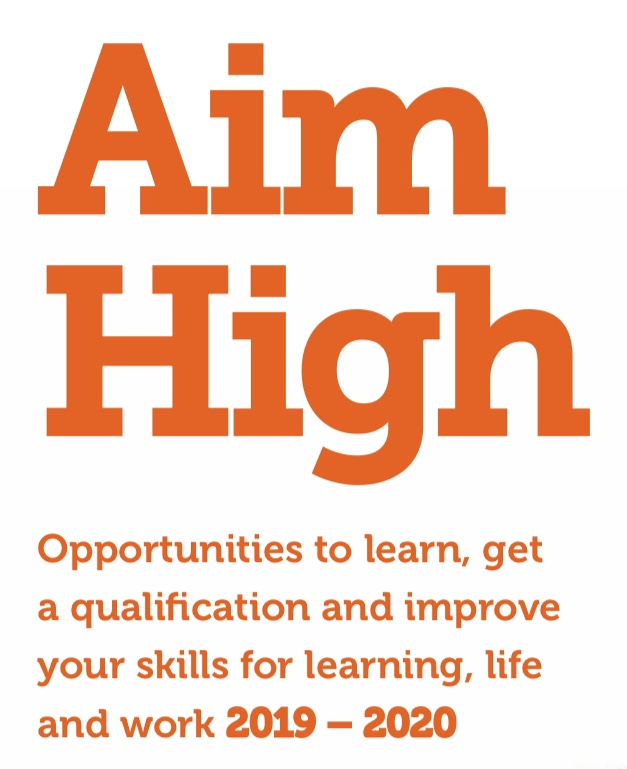 Aim
High
Opportunities to learn, get
a qualification and improve
your skills for learning, life
and work 2019 – 2020